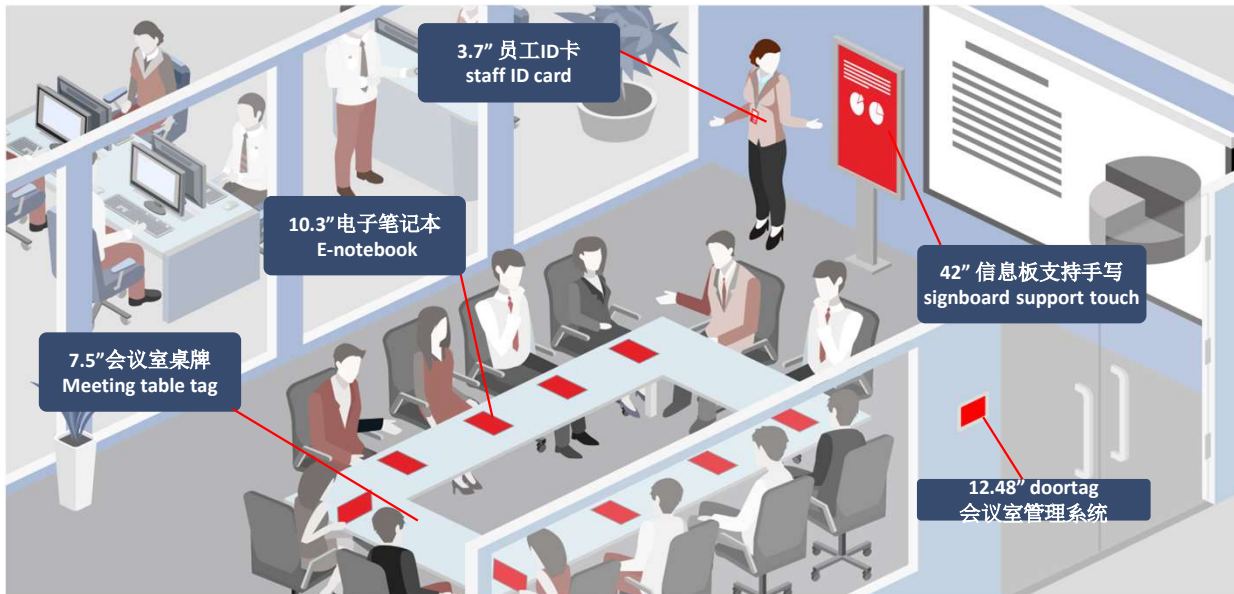 3.7” 员工ID卡
staff ID card
10.3”电子笔记本
E-notebook
42” 信息板支持手写
signboard support touch
7.5”会议室桌牌
Meeting table tag
12.48” doortag
会议室管理系统